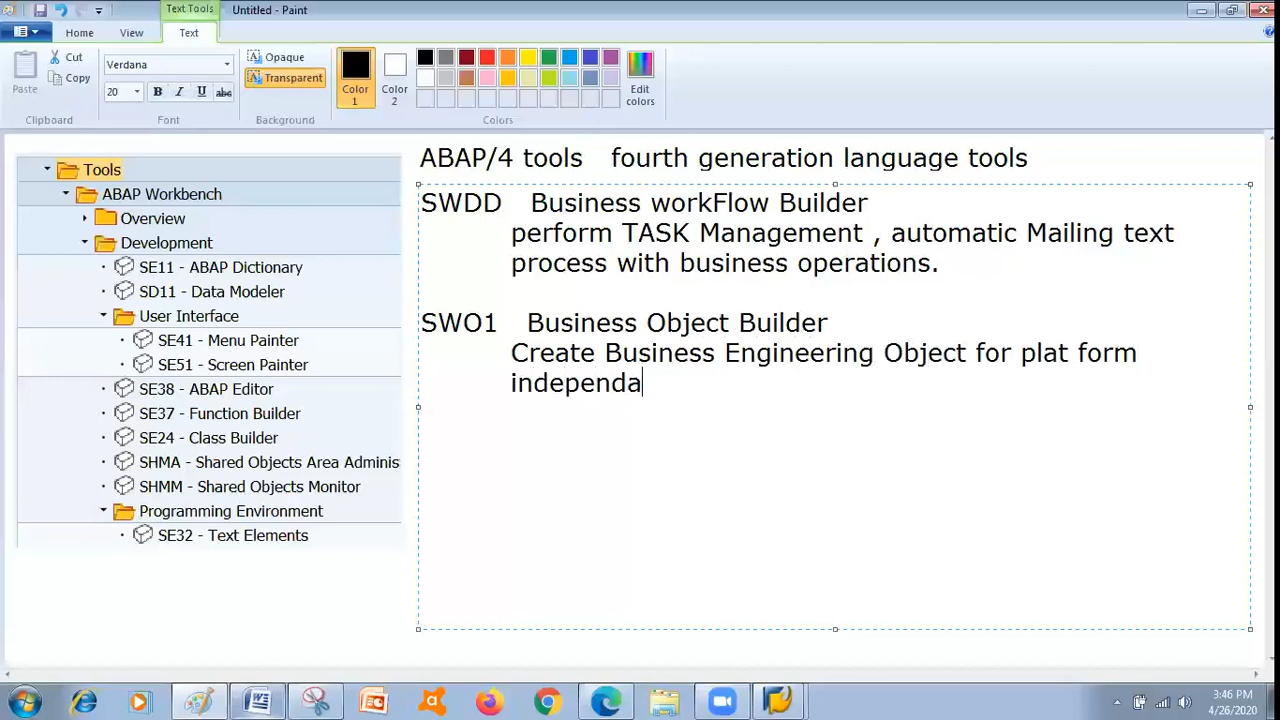 Text Tools
Untitled - Paint
Home
View
Text
Paste
Cut
Copy
Clipboard
Verdana
20
B I U abc
Font
Opaque
Transparent
Background
Color 1
Color 2
Edit colors
Colors
Tools
ABAP Workbench
Overview
Development
SE11 - ABAP Dictionary
SD11 - Data Modeler
User Interface
SE41 - Menu Painter
SE51 - Screen Painter
SE38 - ABAP Editor
SE37 - Function Builder
SE24 - Class Builder
SHMA - Shared Objects Area Adminis
SHMM - Shared Objects Monitor
Programming Environment
SE32 - Text Elements
ABAP/4 tools fourth generation language tools
SWDD Business workFlow Builder
perform TASK Management , automatic Mailing text
process with business operations.
SWO1 Business Object Builder
Create Business Engineering Object for plat form
independa
3:46 PM
4/26/2020